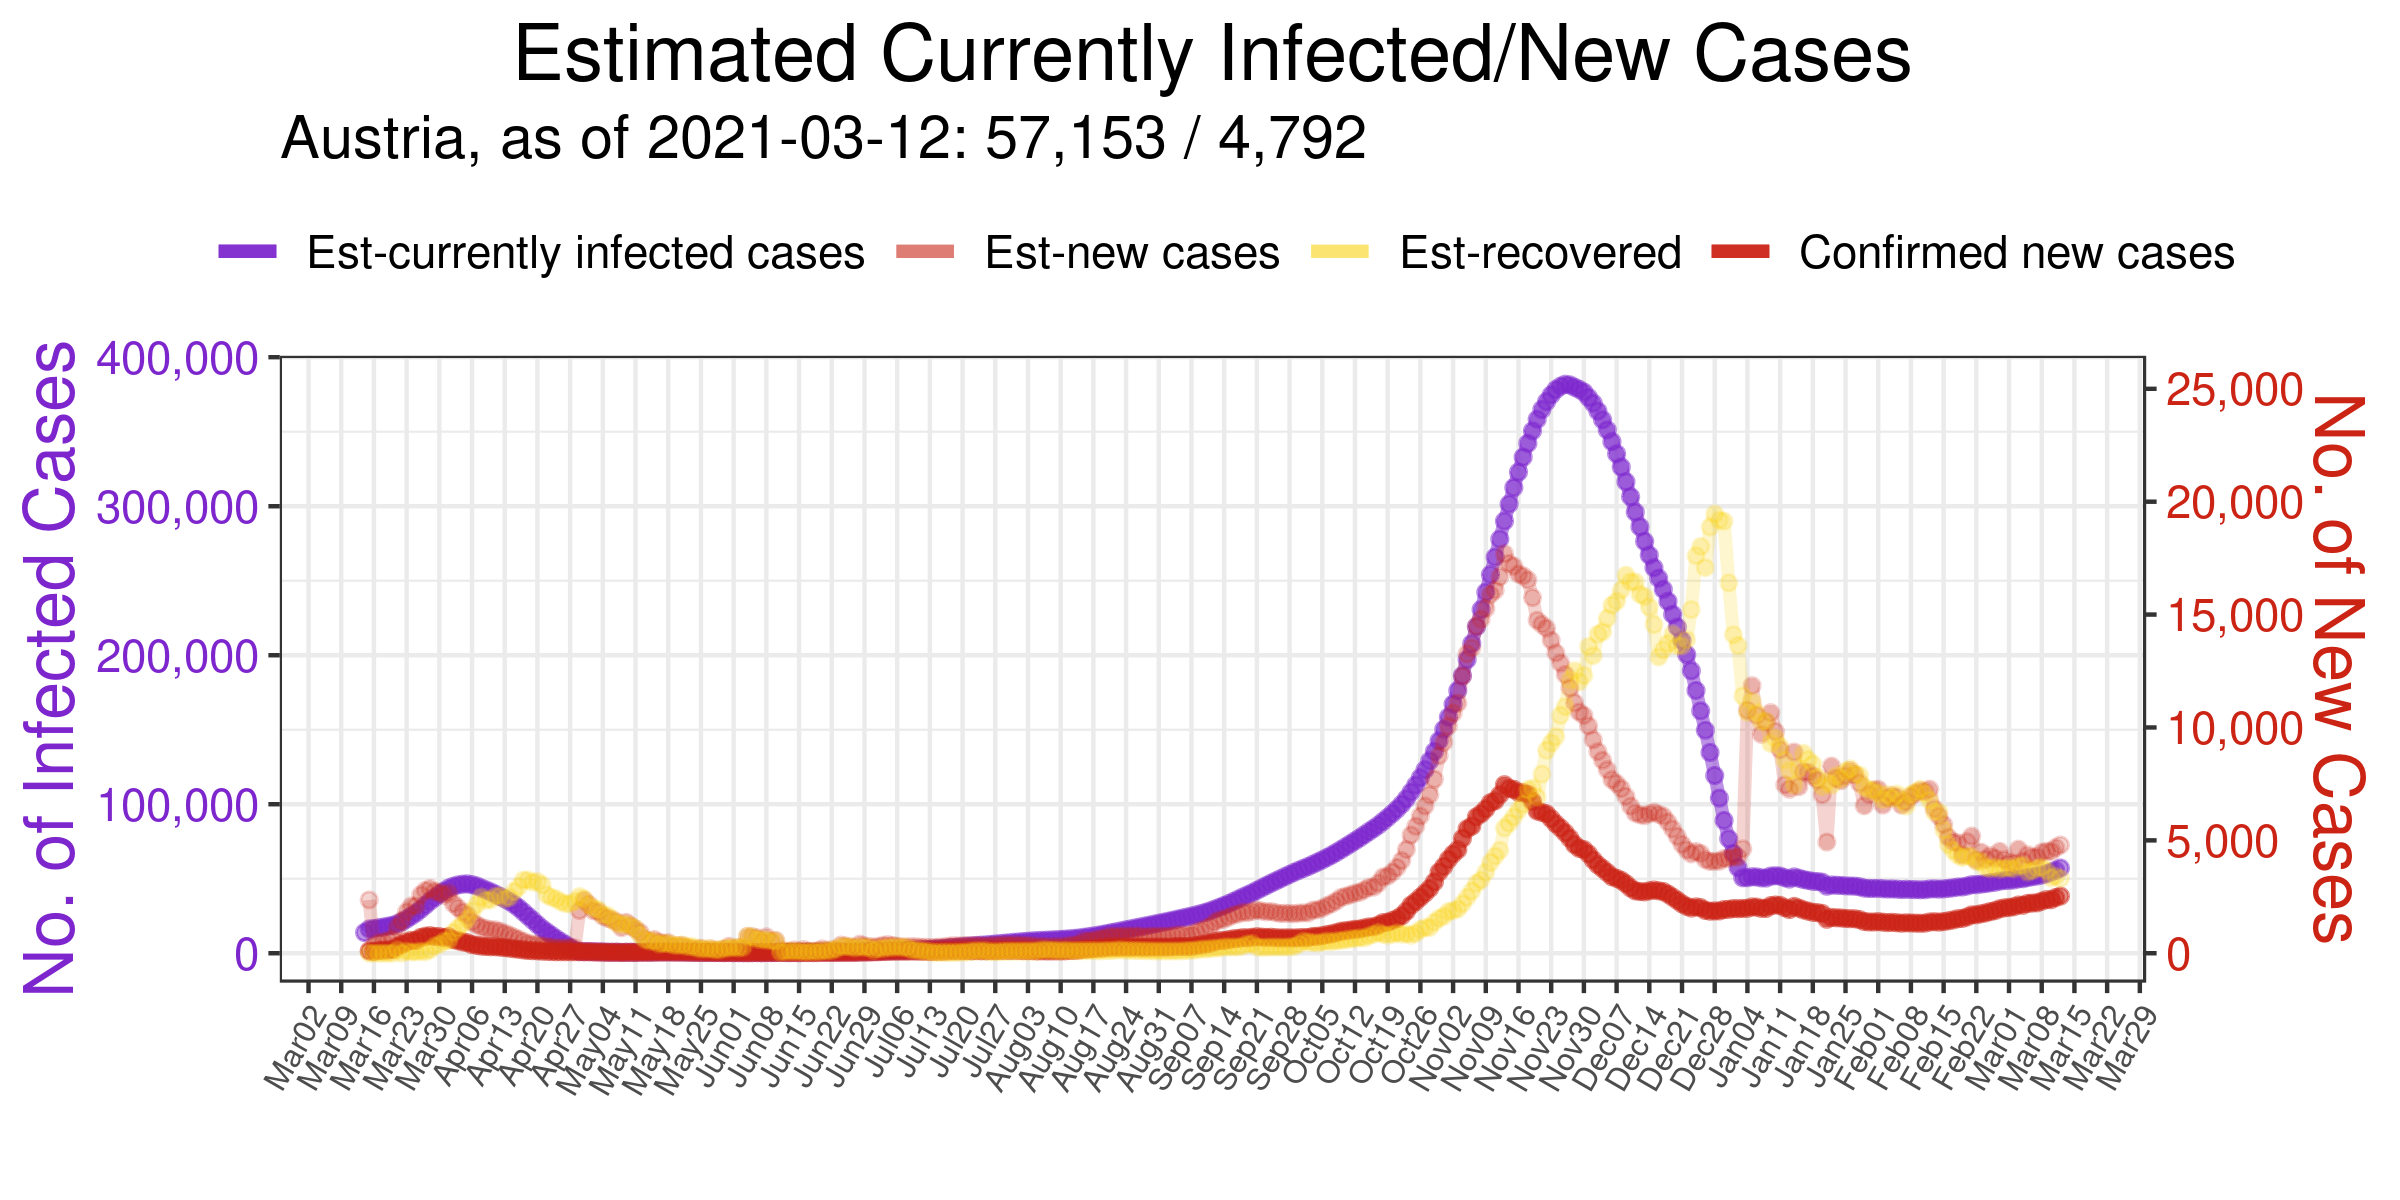 Estimated Currently Infected/New Cases
Austria, as of 2021-03-12: 57,153 / 4,792
Est-currently infected cases Est-new cases Est-recovered Confirmed new cases
No. of Infected Cases
400,000
300,000
200,000
100,000
0
25,000
20,000
15,000
10,000
5,000
0
No. of New Cases
Mar02 Mar09 Mar16 Mar23 Mar30 Apr06 Apr13 Apr20 Apr27 May04 May11 May18 May25 Jun01 Jun08 Jun15 Jun22 Jun29 Jul06 Jul13 Jul20 Jul27 Aug03 Aug10 Aug17 Aug24 Aug31 Sep07 Sep14 Sep21 Sep28 Oct05 Oct12 Oct19 Oct26 Nov02 Nov09 Nov16 Nov23 Nov30 Dec07 Dec14 Dec21 Dec28 Jan04 Jan11 Jan18 Jan25 Feb01 Feb08 Feb15 Feb22 Mar01 Mar08 Mar15 Mar22 Mar29